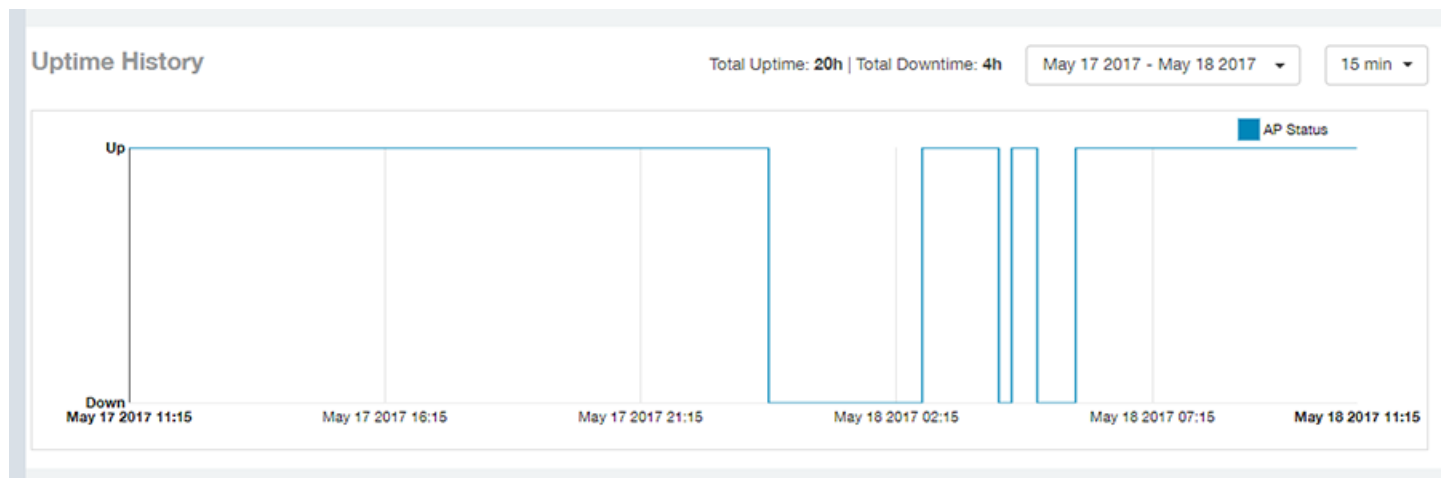 Uptime History
Total Uptime: 20h | Total Downtime: 4h
May 17 2017 - May 18 2017
15 min
AP Status
Up
Down
May 17 2017 11:15
May 17 2017 16:15
May 17 2017 21:15
May 18 2017 02:15
May 18 2017 07:15
May 18 2017 11:15